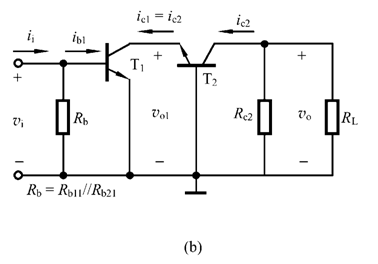 i_i i_b1 i_c1 = i_c2 i_c2
+ T_1 + T_2 +
v_i R_b v_o1 R_c2 v_o R_L
− − −
R_b = R_b11//R_b21
(b)